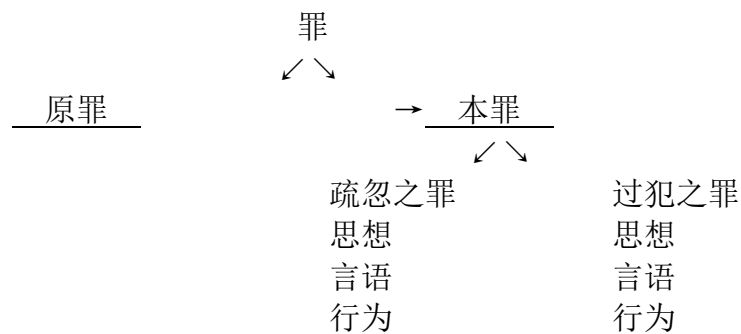 罪
↙ ↘
原罪 → 本罪
↙ ↘
疏忽之罪 过犯之罪
思想 思想
言语 言语
行为 行为